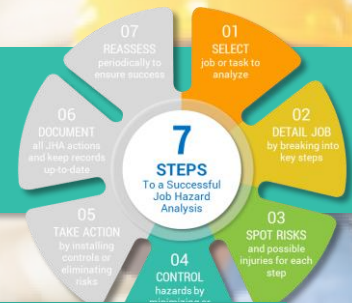 7
STEPS
To a Successful
Job Hazard
Analysis
01
SELECT
job or task to
analyze
02
DETAIL JOB
by breaking into
key steps
03
SPOT RISKS
and possible
injuries for each
step
04
CONTROL
hazards by
minimizing or
05
TAKE ACTION
by installing
controls or
eliminating
risks
06
DOCUMENT
all JHA actions
and keep records
up-to-date
07
REASSESS
periodically to
ensure success